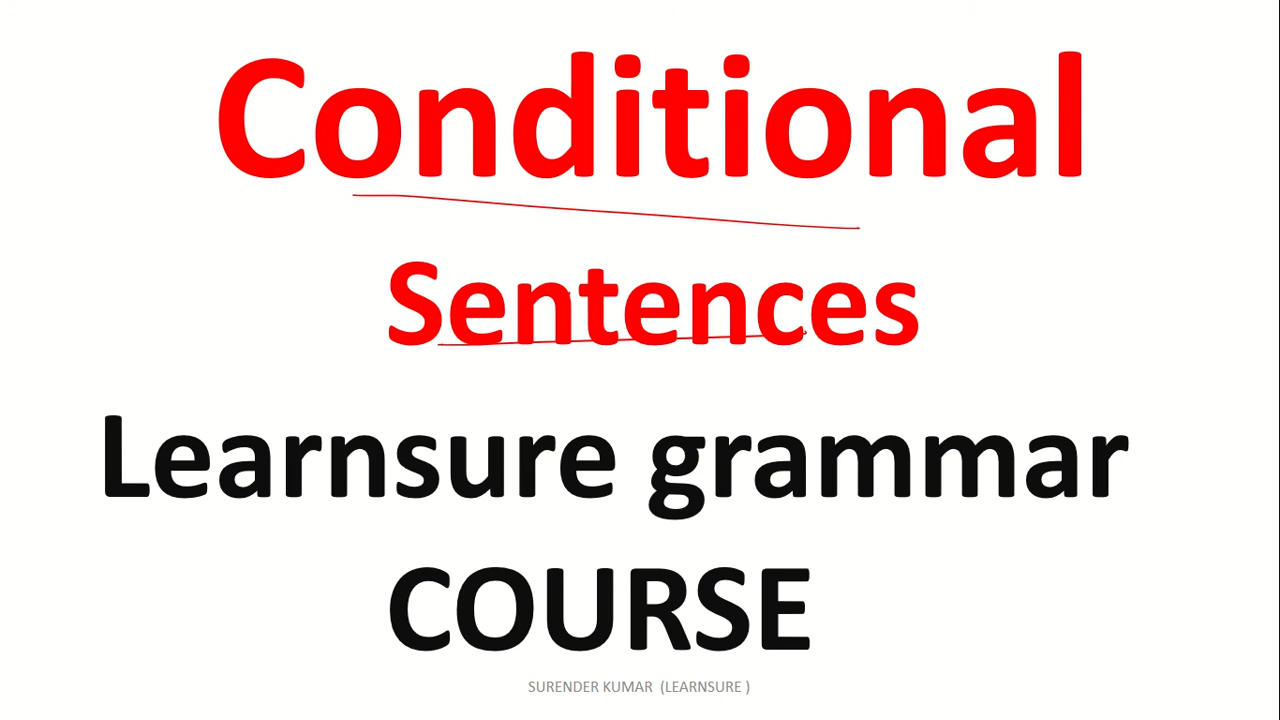 Conditional
Sentences
Learnsure grammar
COURSE
SURENDER KUMAR (LEARNSURE )